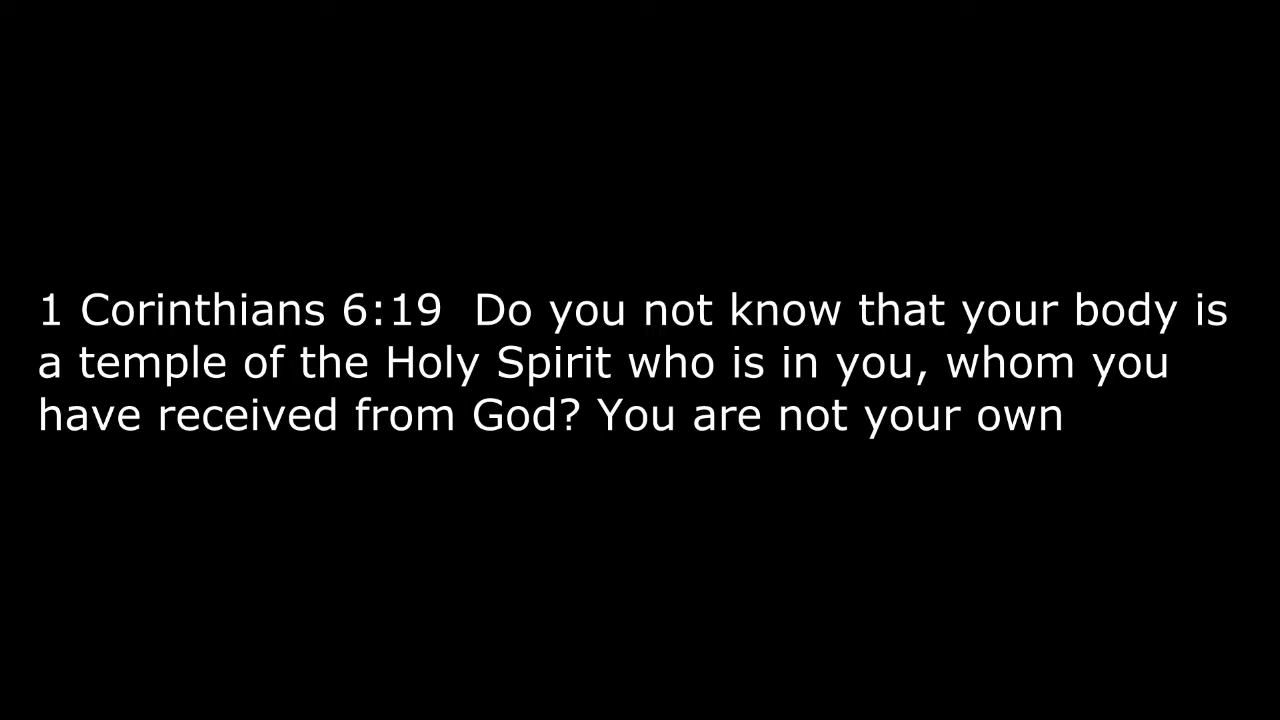 1 Corinthians 6:19  Do you not know that your body is
a temple of the Holy Spirit who is in you, whom you
have received from God? You are not your own